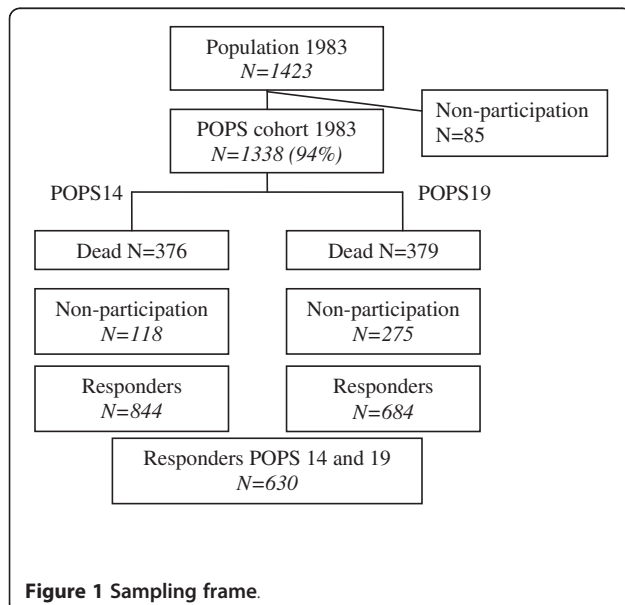 Population 1983
N=1423
Non-participation
N=85
POPS cohort 1983
N=1338 (94%)
POPS14
POPS19
Dead N=376
Dead N=379
Non-participation
N=118
Non-participation
N=275
Responders
N=844
Responders
N=684
Responders POPS 14 and 19
N=630
Figure 1 Sampling frame.